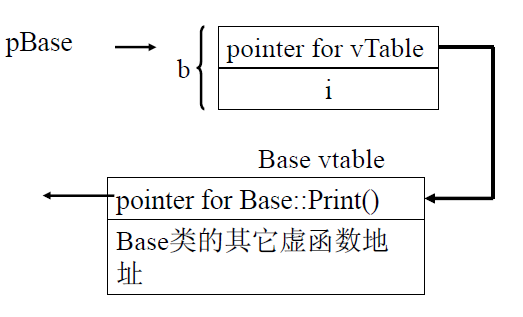 pBase
pointer for vTable
b
i
Base vtable
pointer for Base::Print()
Base类的其它虚函数地
址